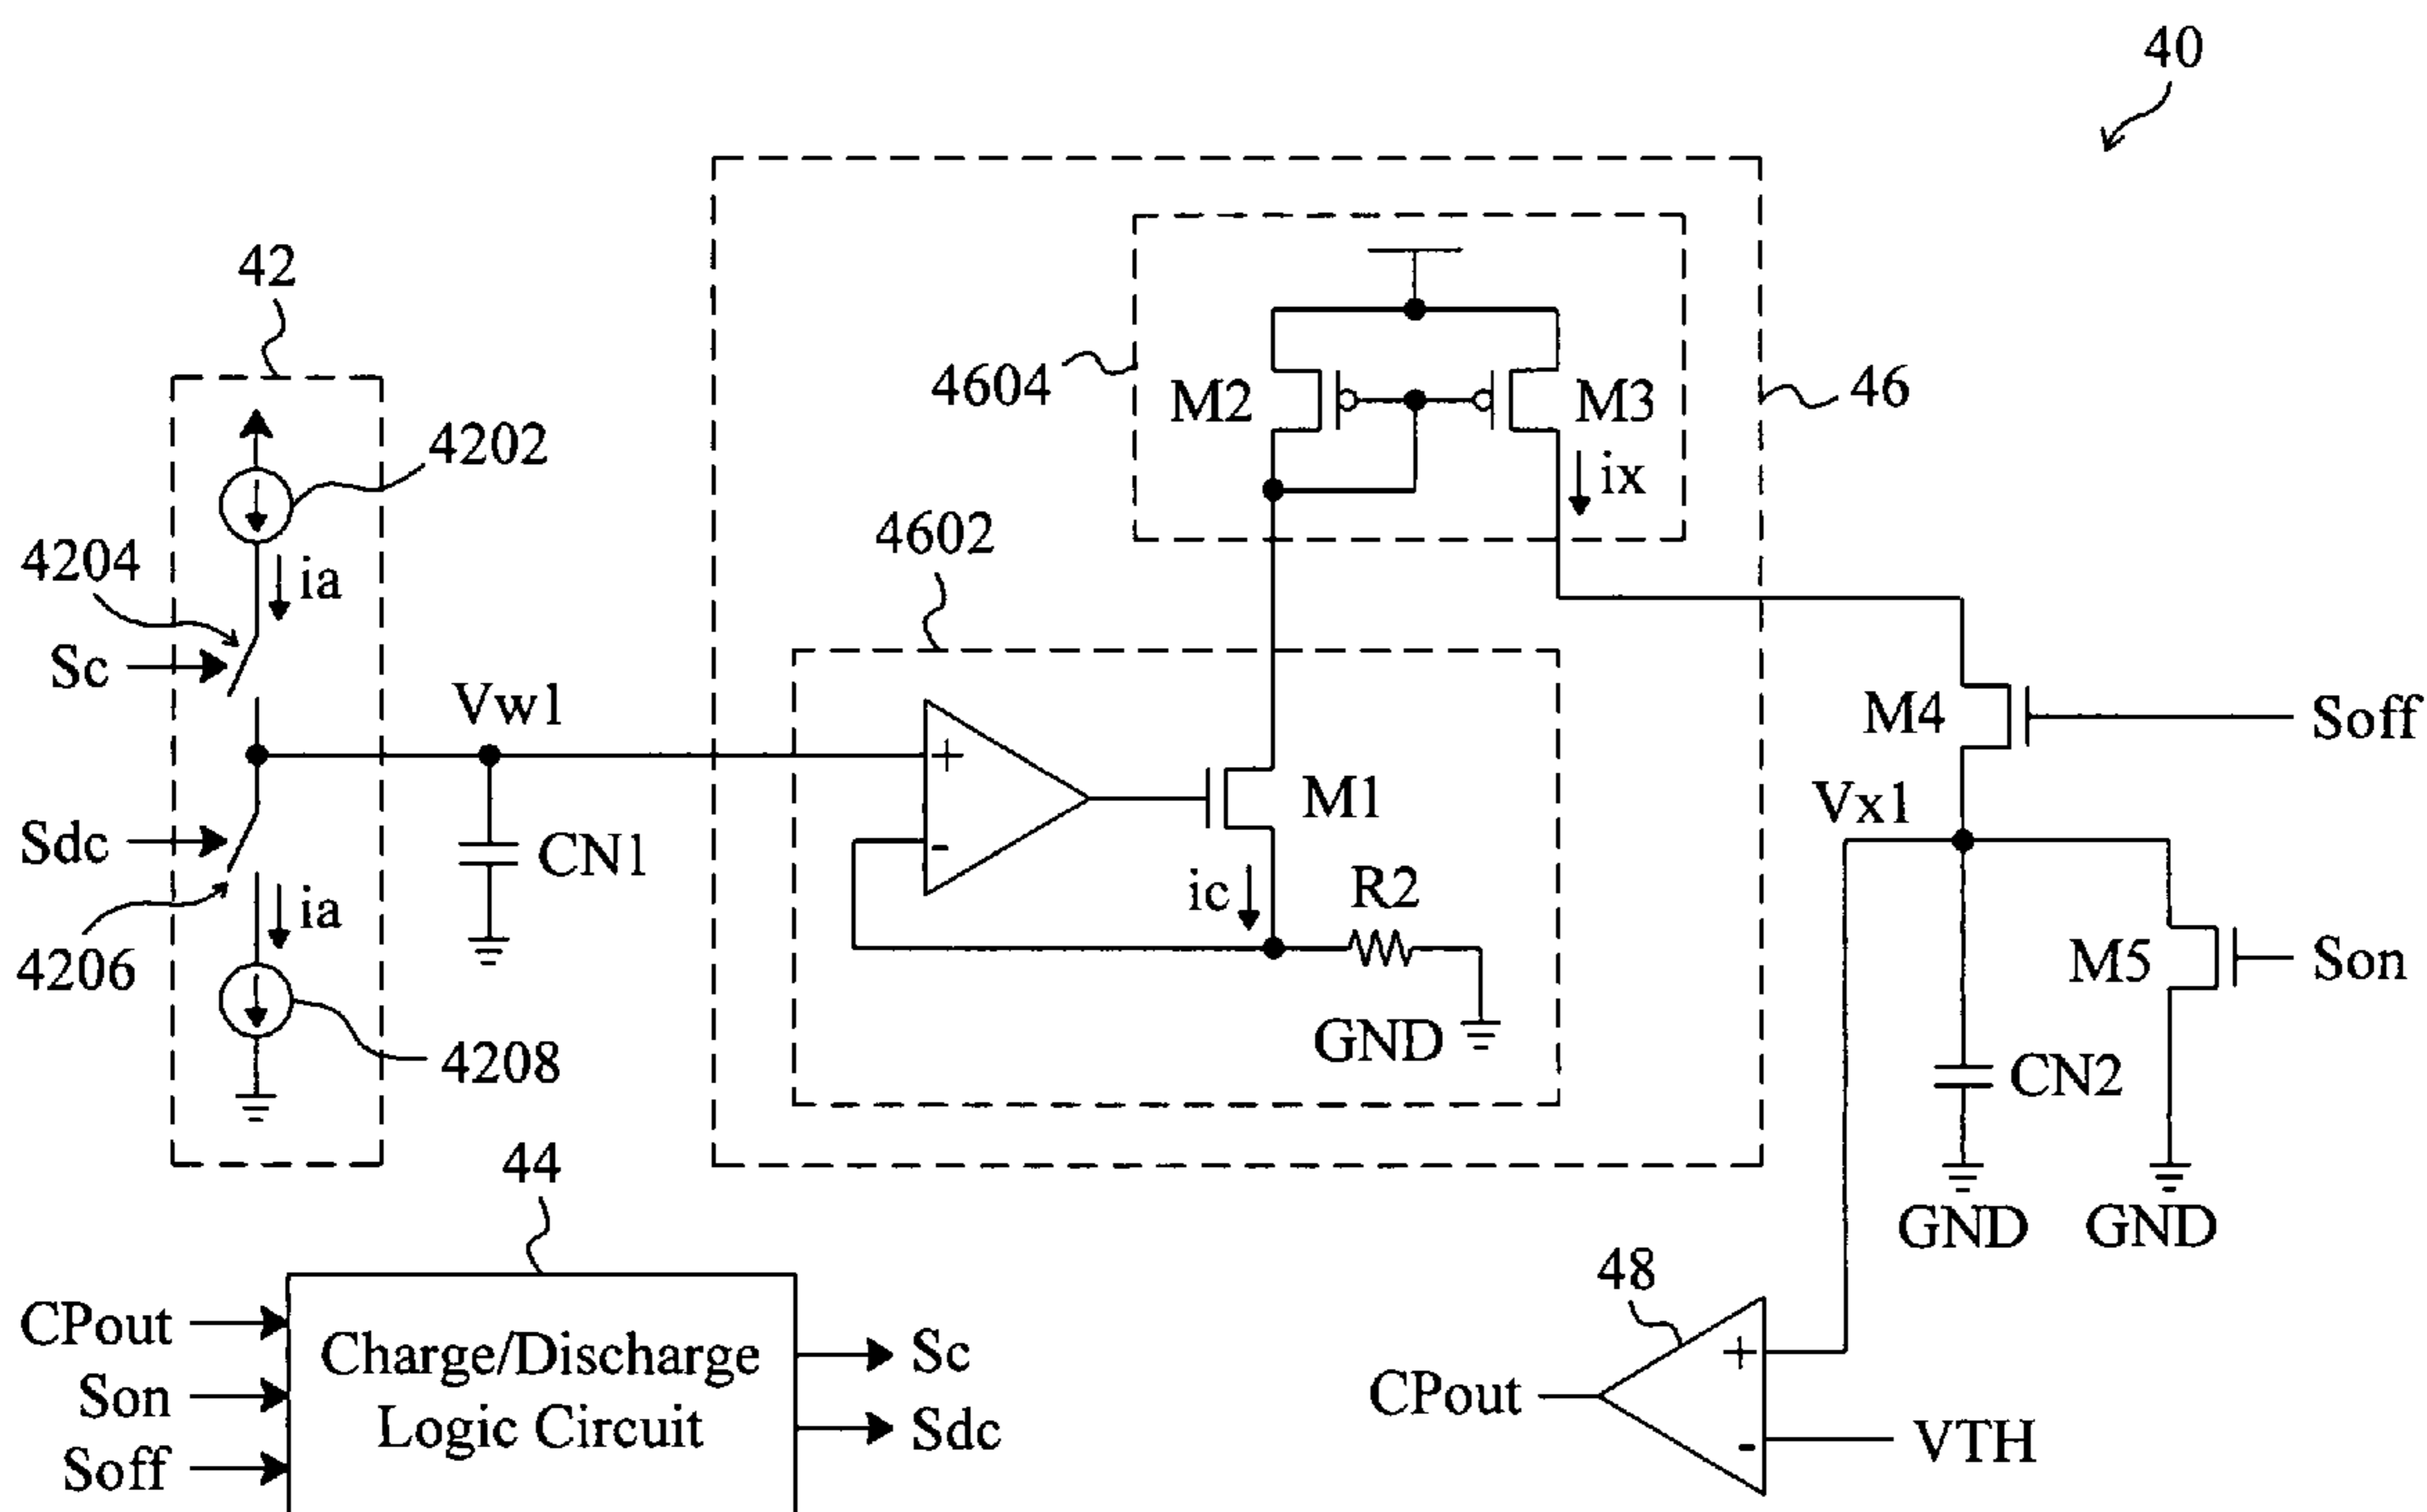 40
42
4604
M2
M3
46
4202
ix
4602
4204
ia
Sc
Vw1
M4
Soff
+
M1
Vx1
Sdc
CN1
-
ia
ic
R2
M5
Son
4206
GND
4208
CN2
44
GND
GND
48
CPout
Charge/Discharge
Logic Circuit
Sc
+
CPout
Son
Sdc
-
VTH
Soff